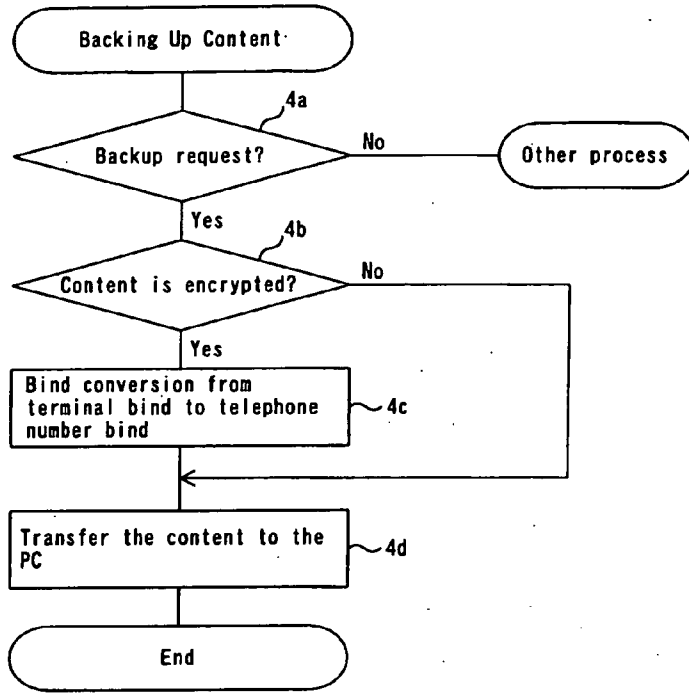 Backing Up Content
4a
Backup request?
No
Other process
Yes
4b
Content is encrypted?
No
Yes
Bind conversion from
terminal bind to telephone
number bind
4c
Transfer the content to the
PC
4d
End